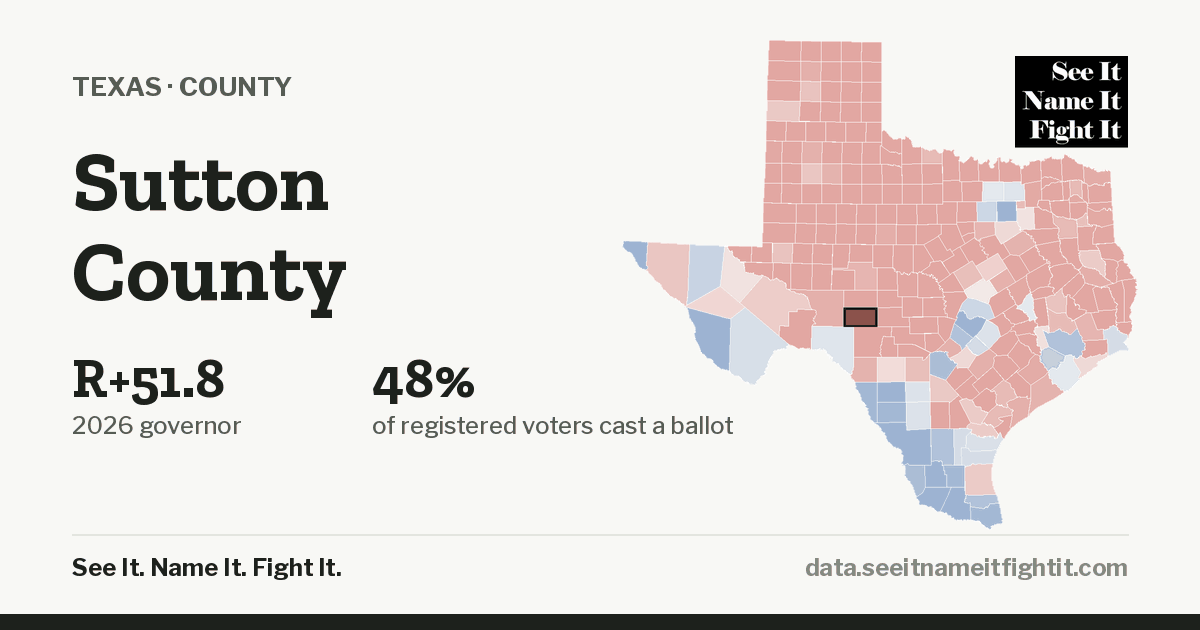 TEXAS · COUNTY
See It
Name It
Fight It
Sutton
County
R+51.8
2026 governor
48%
of registered voters cast a ballot
See It. Name It. Fight It.
data.seeitnameitfightit.com